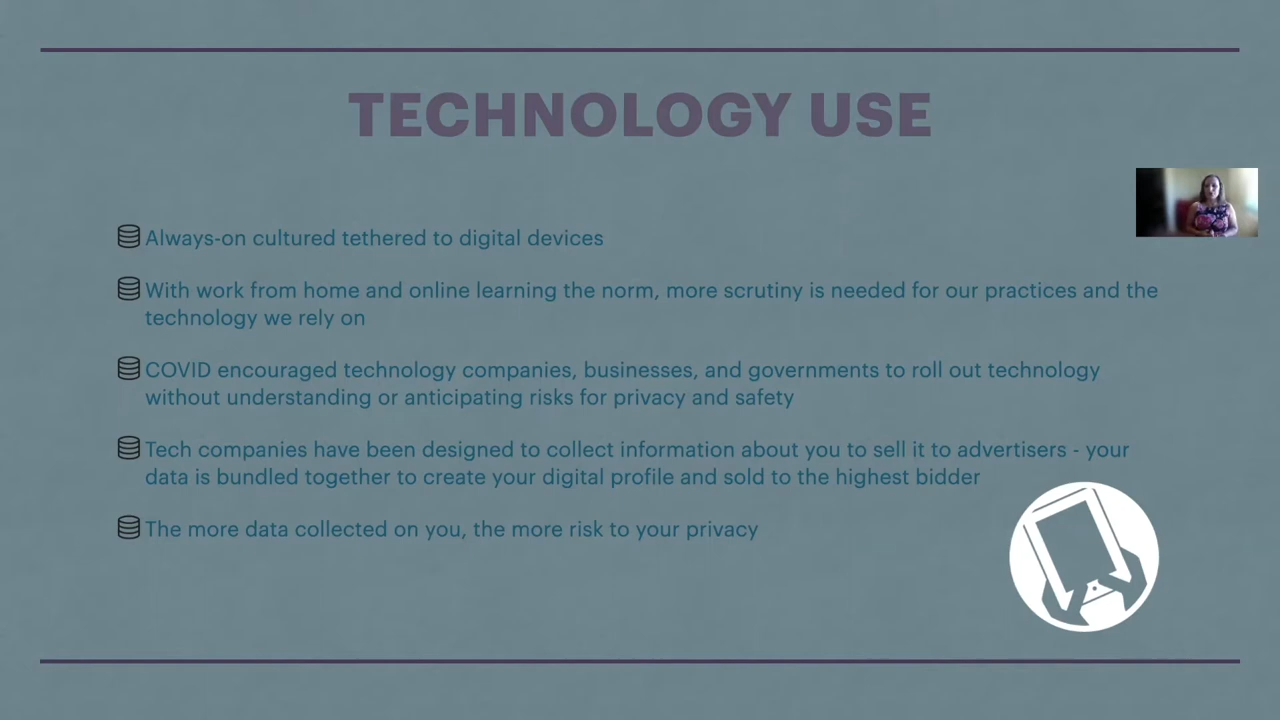 TECHNOLOGY USE
Always-on cultured tethered to digital devices
With work from home and online learning the norm, more scrutiny is needed for our practices and the
technology we rely on
COVID encouraged technology companies, businesses, and governments to roll out technology
without understanding or anticipating risks for privacy and safety
Tech companies have been designed to collect information about you to sell it to advertisers - your
data is bundled together to create your digital profile and sold to the highest bidder
The more data collected on you, the more risk to your privacy